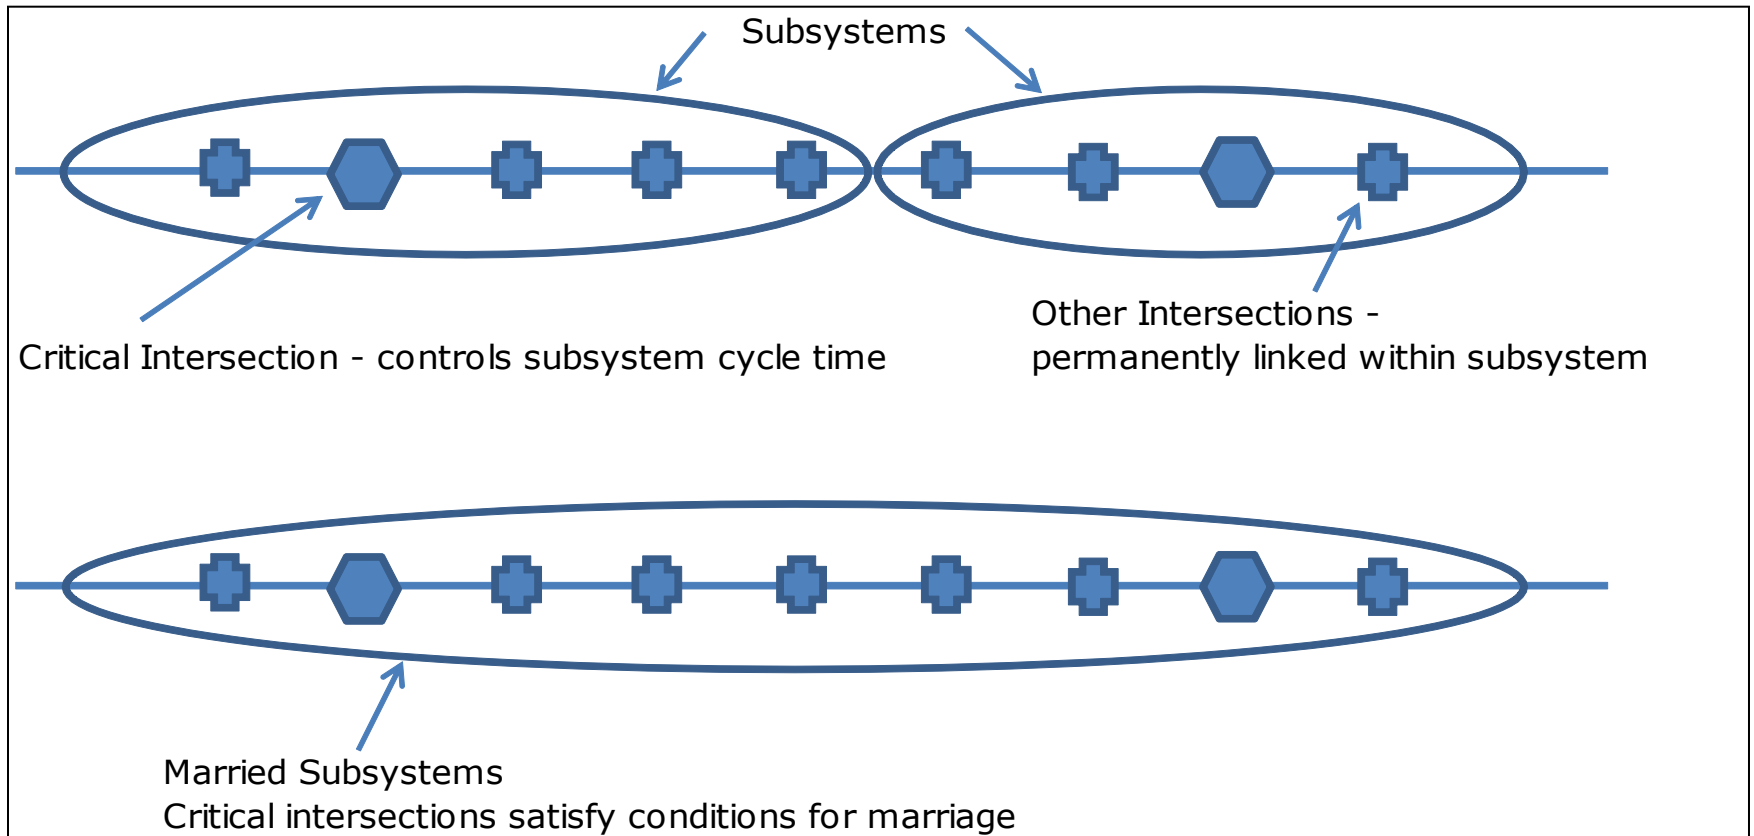 Subsystems
Critical Intersection - controls subsystem cycle time
Other Intersections -
permanently linked within subsystem
Married Subsystems
Critical intersections satisfy conditions for marriage